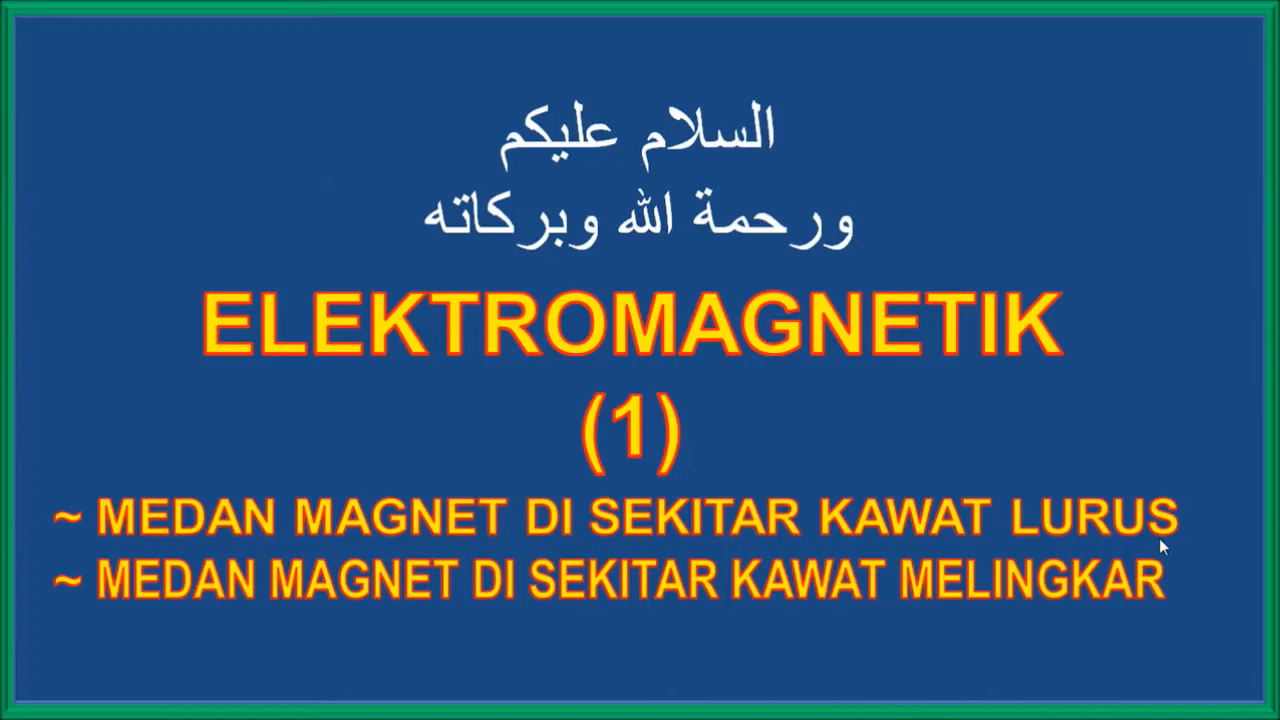 السلام عليكم
ورحمة الله وبركاته
ELEKTROMAGNETIK
(1)
~ MEDAN MAGNET DI SEKITAR KAWAT LURUS
~ MEDAN MAGNET DI SEKITAR KAWAT MELINGKAR